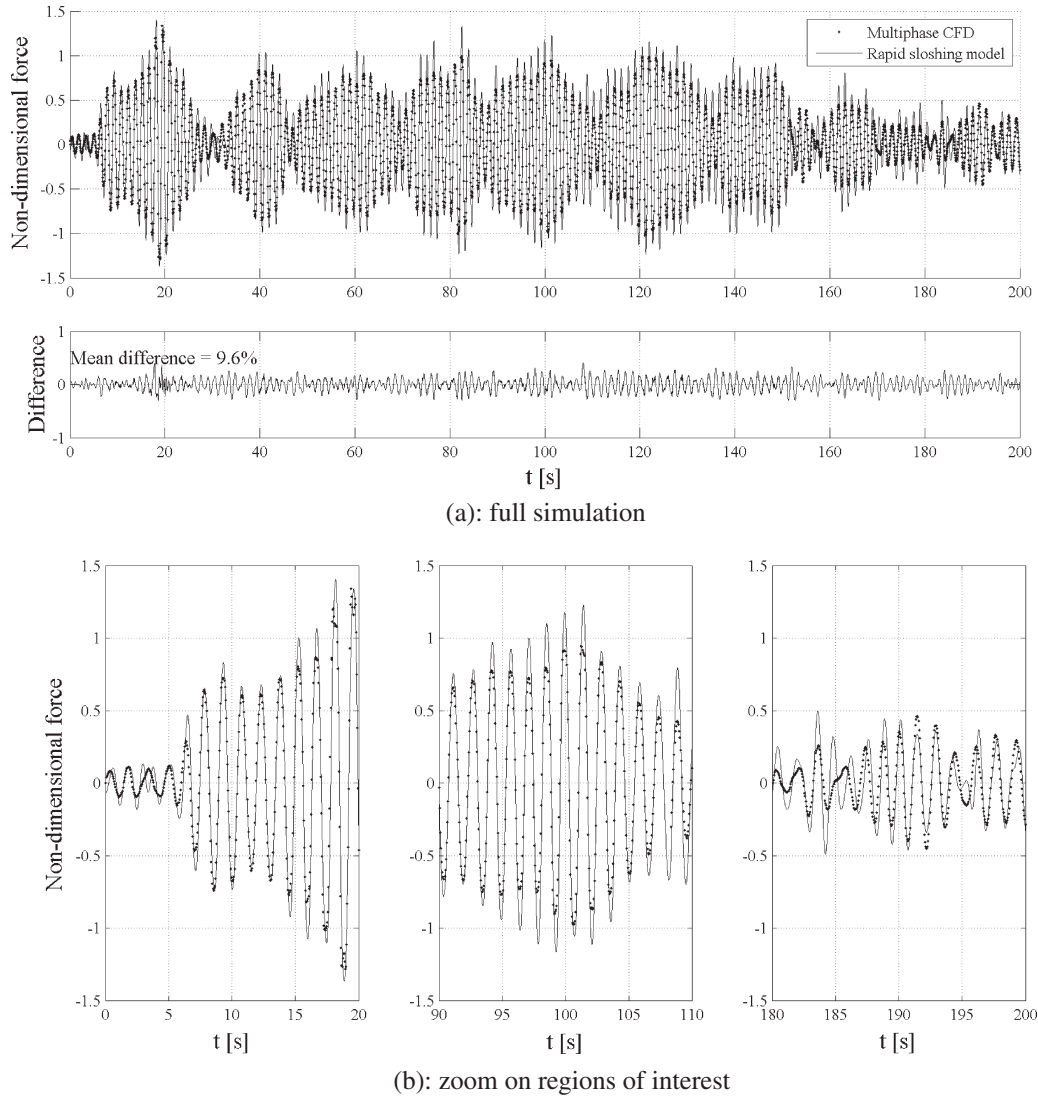 1.5
1
0.5
0
-0.5
-1
-1.5
Non-dimensional force
Multiphase CFD
Rapid sloshing model
0 20 40 60 80 100 120 140 160 180 200
1
0
-1
Difference
Mean difference = 9.6%
0 20 40 60 80 100 120 140 160 180 200
t [s]
(a): full simulation
1.5
1
0.5
0
-0.5
-1
-1.5
Non-dimensional force
0 5 10 15 20
t [s]
1.5
1
0.5
0
-0.5
-1
-1.5
90 95 100 105 110
t [s]
1.5
1
0.5
0
-0.5
-1
-1.5
180 185 190 195 200
t [s]
(b): zoom on regions of interest